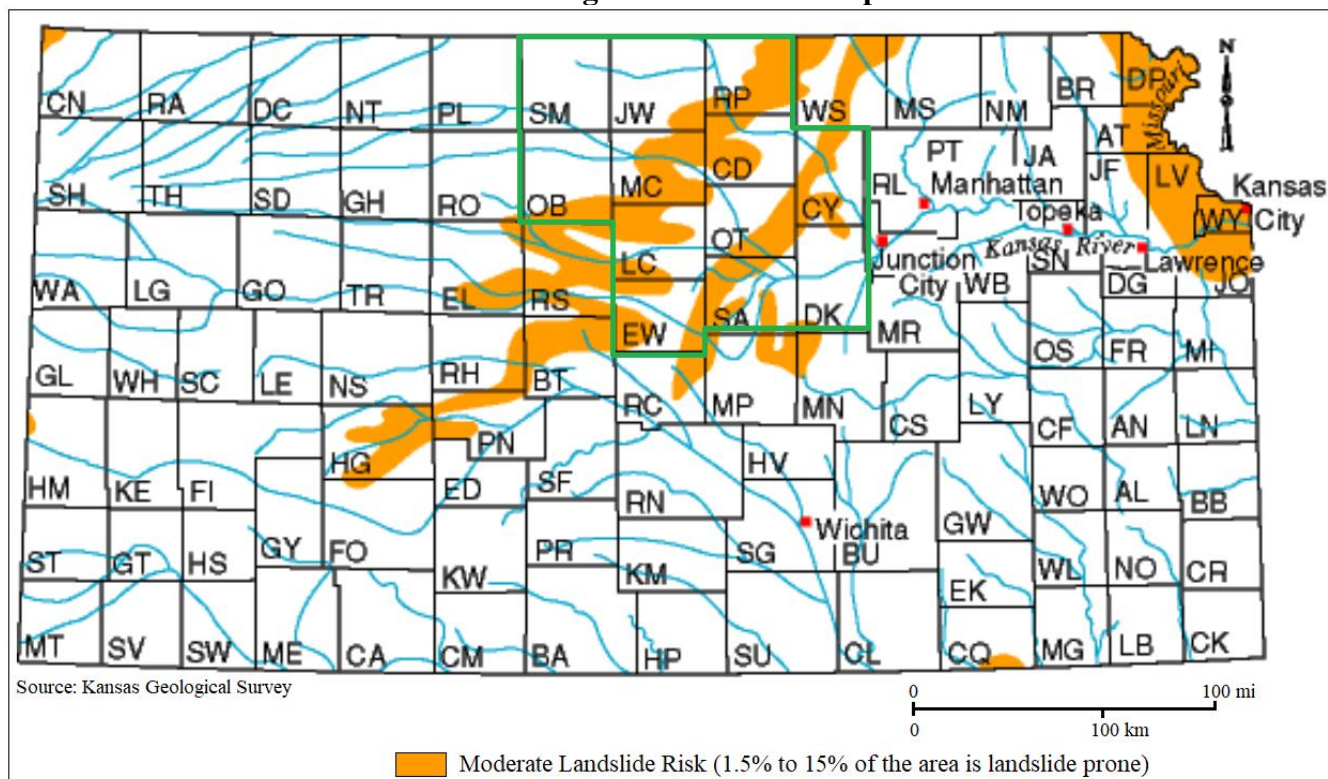 CN RA DC NT PL SM JW RP WS MS NM BR DP
Missouri
N
AT
SH TH SD GH RO OB MC CD CY RL PT JA JF LV
Manhattan
Kansas
City
WY
Topeka
WA LG GO TR EL RS LC OT
Junction
City
Kansas River
SN
Lawrence
WB DG JO
EW SA DK MR
GL WH SC LE NS RH BT RC MP MN CS LY OS FR MI
HM KE FI HG PN ED SF RN HV CF AN LN
Wichita
BU
GW WO AL BB
ST GT HS GY FO KW PR KM SG EK WL NO CR
MT SV SW ME CA CM BA HP SU CL CQ MG LB CK
Source: Kansas Geological Survey
0 100 mi
0 100 km
Moderate Landslide Risk (1.5% to 15% of the area is landslide prone)